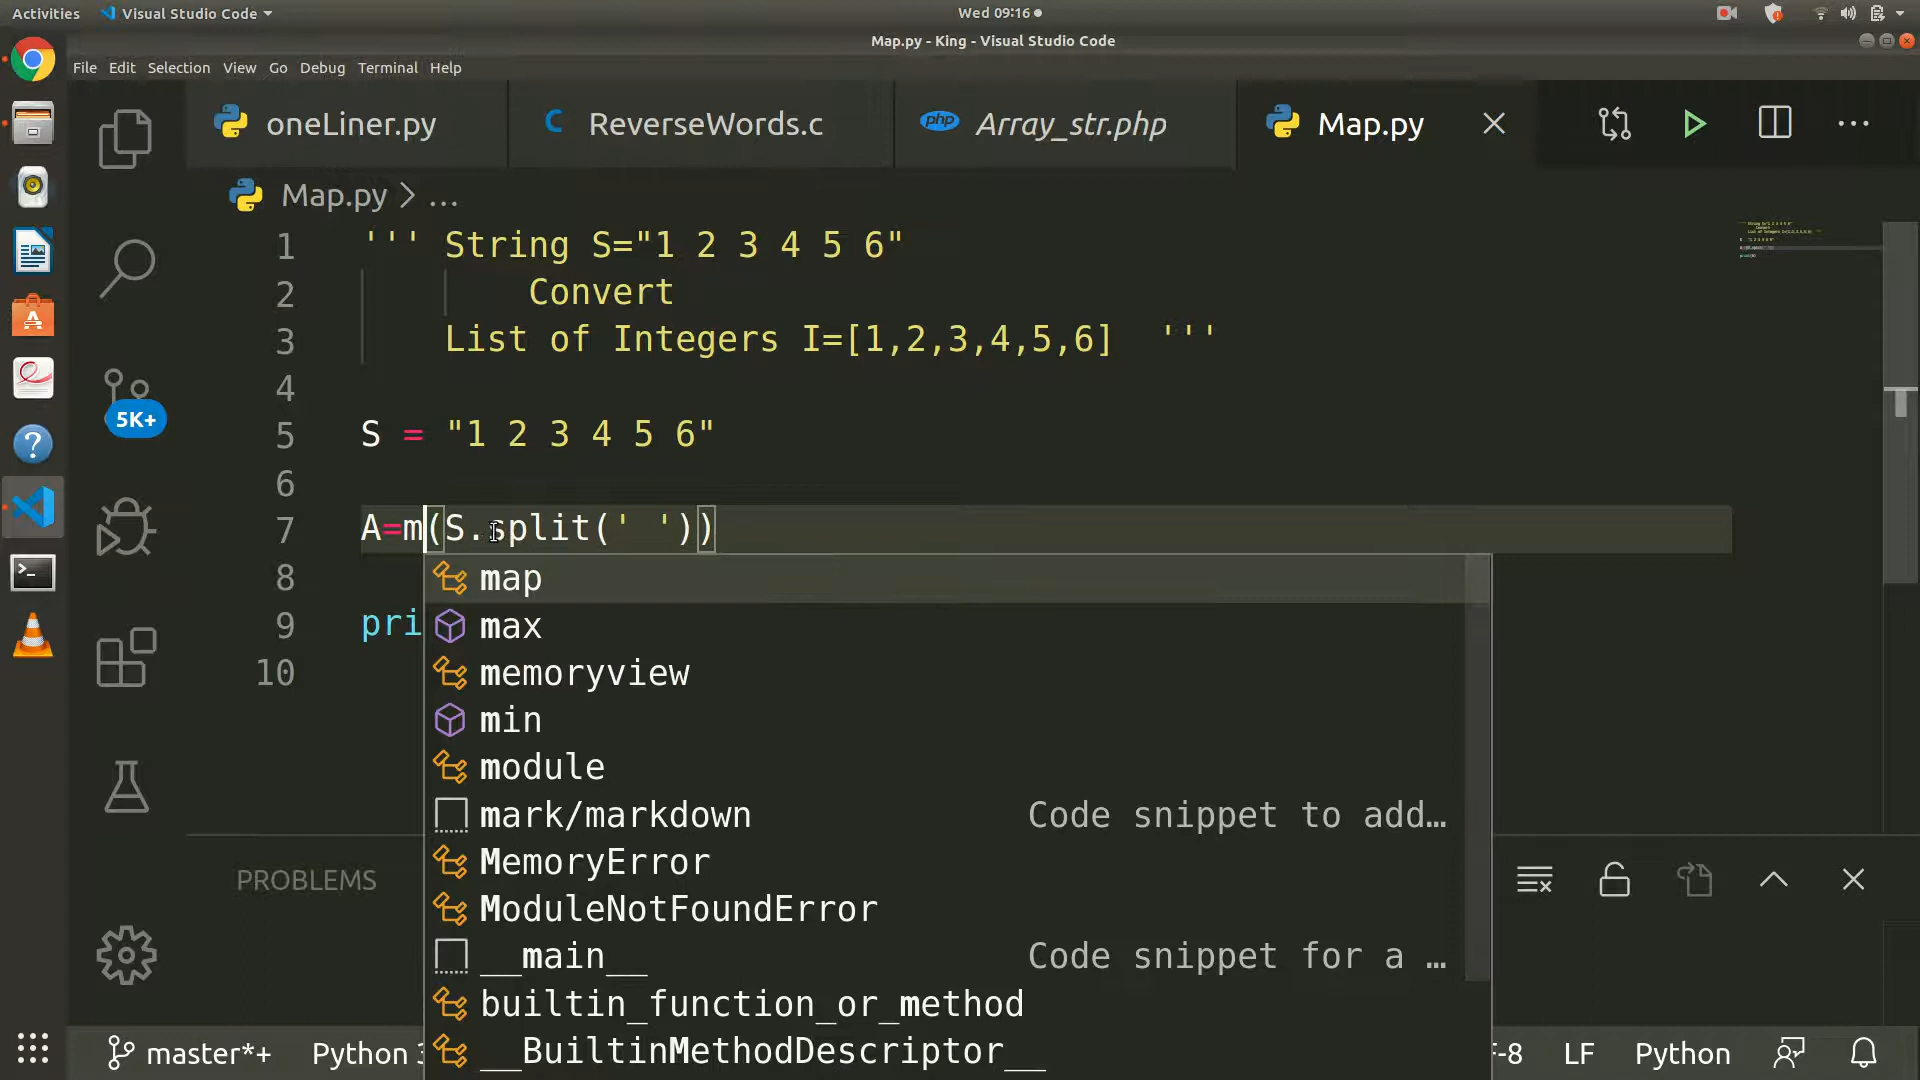 Activities Visual Studio Code Wed 09:16
Map.py - King - Visual Studio Code
File Edit Selection View Go Debug Terminal Help
oneLiner.py C ReverseWords.c php Array_str.php Map.py
Map.py > ...
1 ''' String S="1 2 3 4 5 6"
2 Convert
3 List of Integers I=[1,2,3,4,5,6] '''
4
5 S = "1 2 3 4 5 6"
6
7 A=m(S.split(' '))
8
9 pri
10
map
max
memoryview
min
module
mark/markdown Code snippet to add…
MemoryError
ModuleNotFoundError
__main__ Code snippet for a …
builtin_function_or_method
__BuiltinMethodDescriptor__
5K+
PROBLEMS
master*+ Python 3 F-8 LF Python